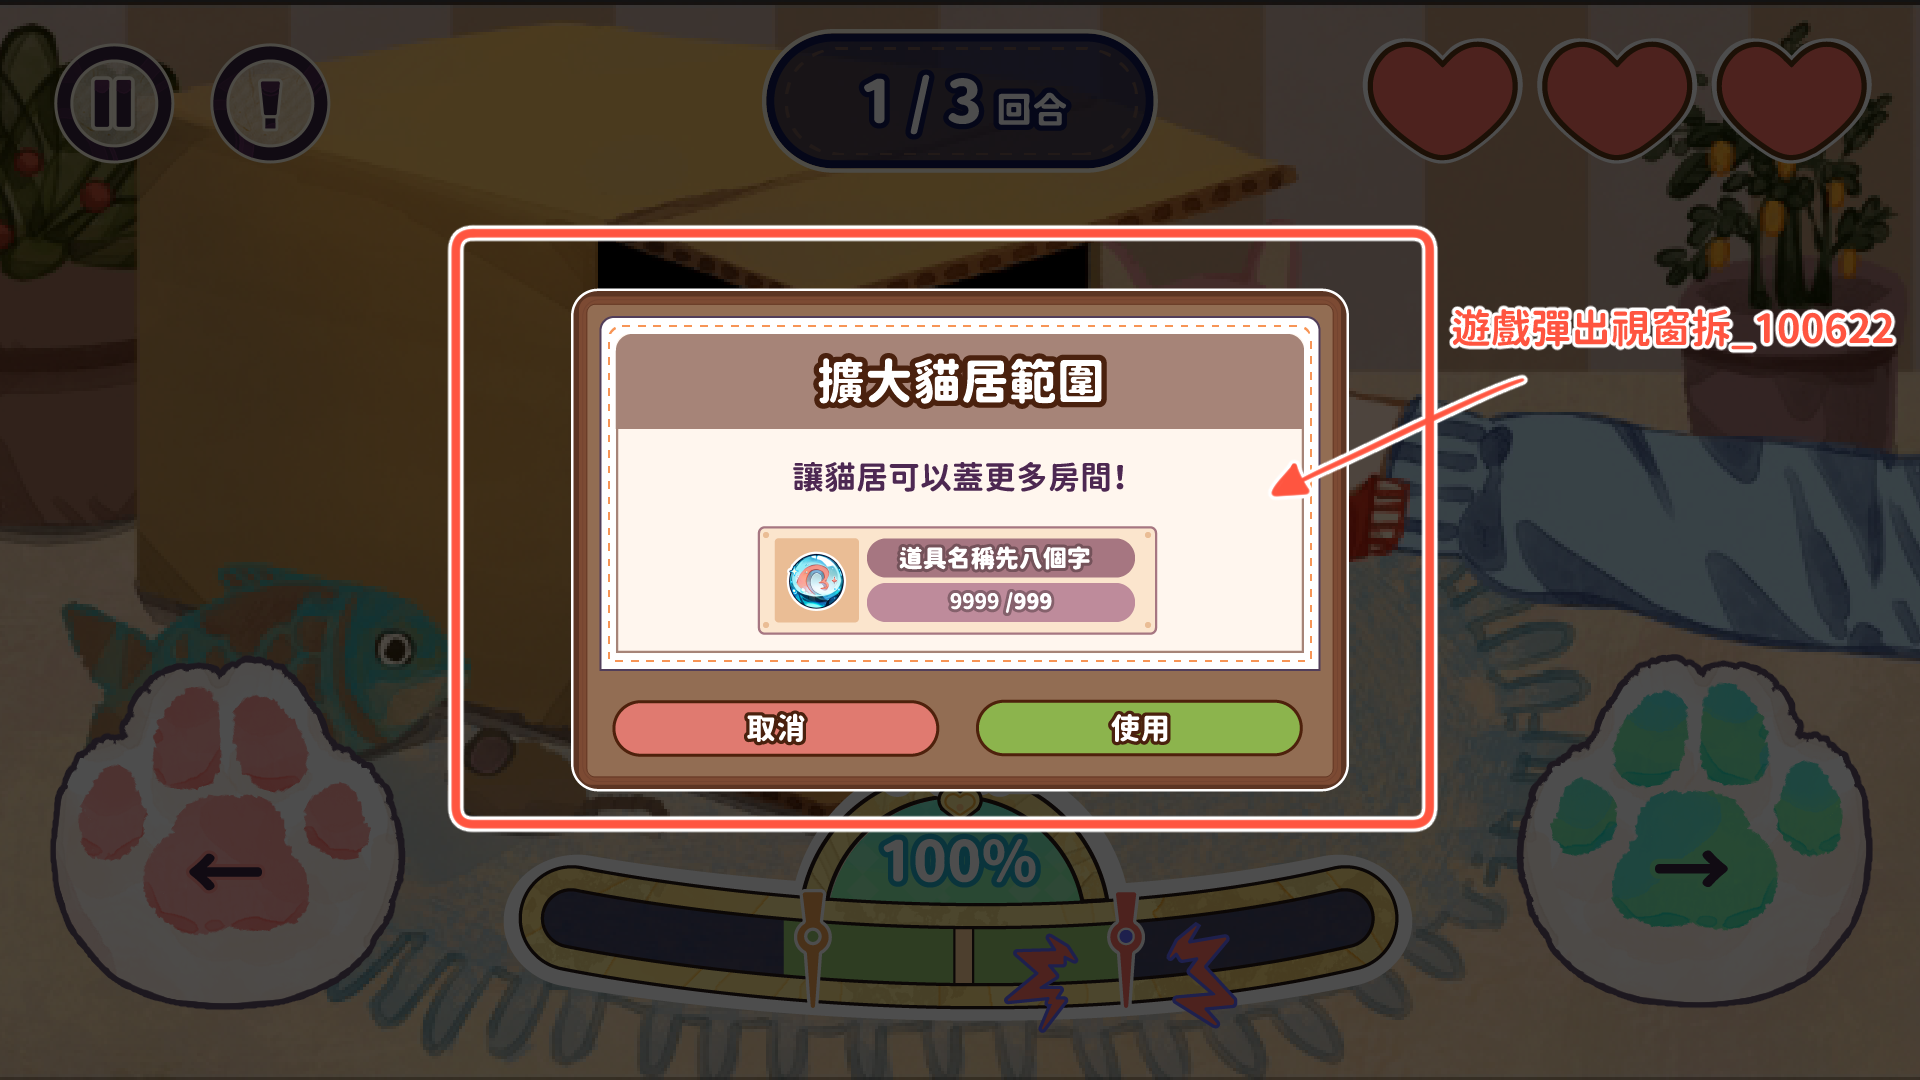 1 / 3 回合
遊戲彈出視窗拆_100622
擴大貓居範圍
讓貓居可以蓋更多房間!
道具名稱先八個字
9999 /999
取消
使用
100%